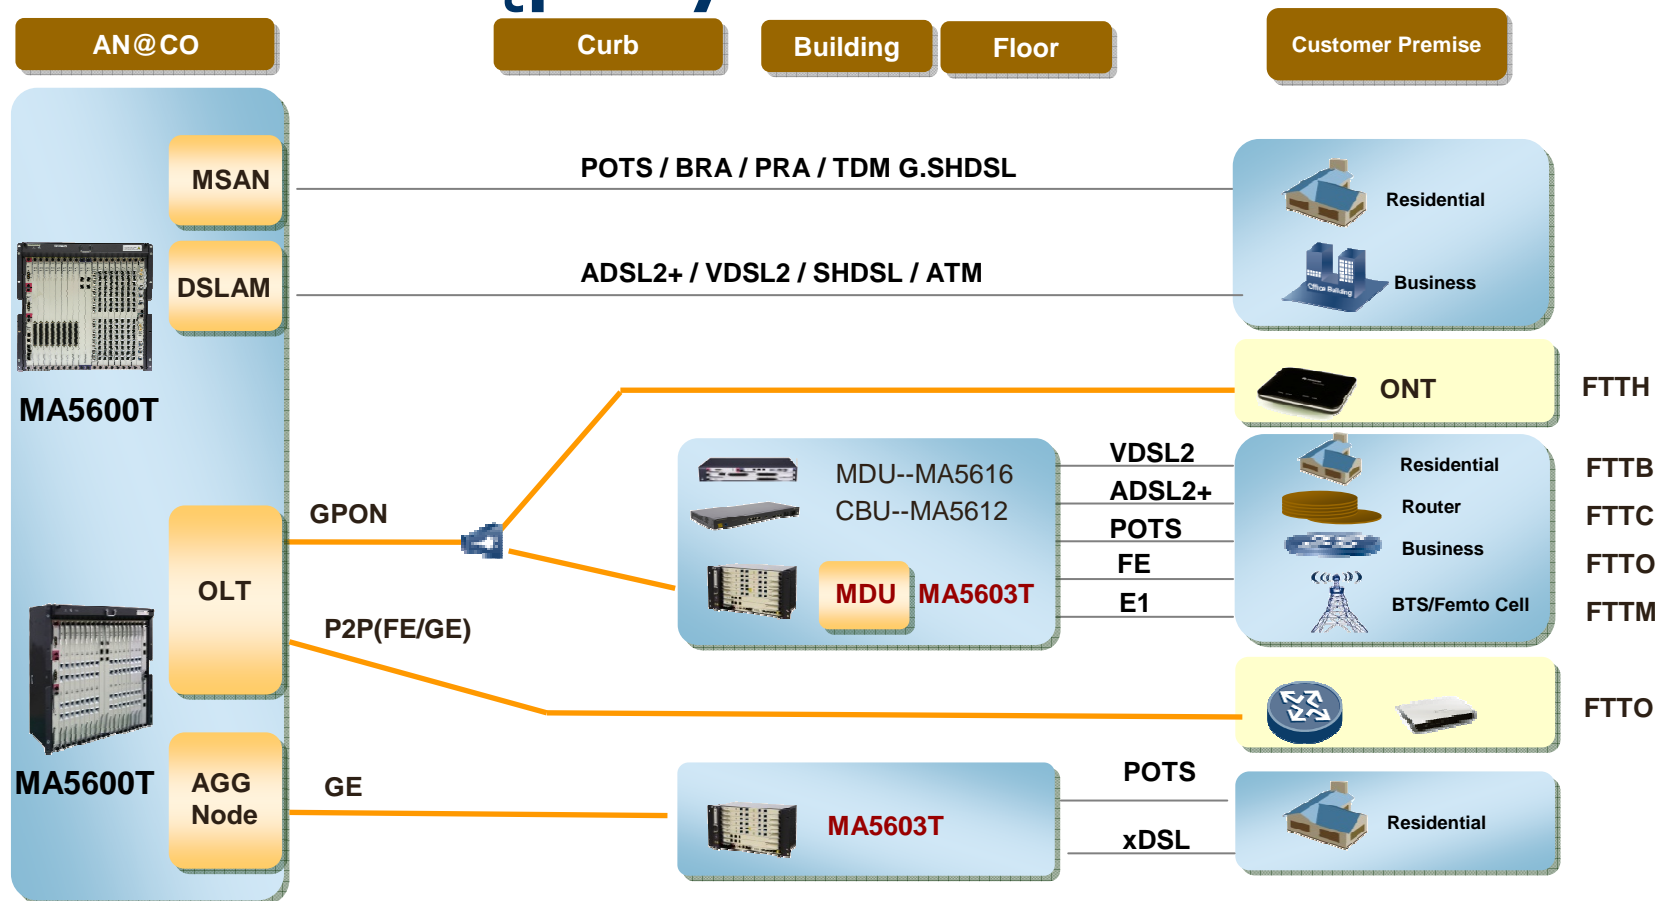 AN@CO
Curb
Building
Floor
Customer Premise
MSAN
POTS / BRA / PRA / TDM G.SHDSL
Residential
DSLAM
ADSL2+ / VDSL2 / SHDSL / ATM
Office Building
Business
MA5600T
ONT
FTTH
GPON
MDU--MA5616
CBU--MA5612
MDU
MA5603T
VDSL2
ADSL2+
POTS
FE
E1
Residential
Router
Business
BTS/Femto Cell
FTTB
FTTC
FTTO
FTTM
OLT
P2P(FE/GE)
FTTO
MA5600T
AGG
Node
GE
MA5603T
POTS
xDSL
Residential